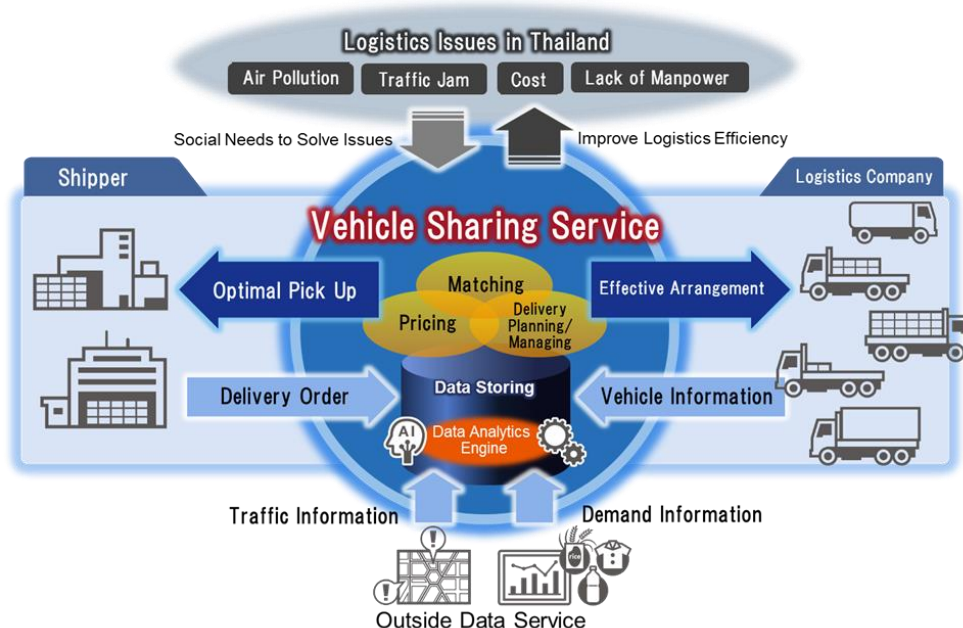 Logistics Issues in Thailand
Air Pollution
Traffic Jam
Cost
Lack of Manpower
Social Needs to Solve Issues
Improve Logistics Efficiency
Shipper
Logistics Company
Vehicle Sharing Service
Optimal Pick Up
Matching
Effective Arrangement
Pricing
Delivery
Planning/
Managing
Delivery Order
Data Storing
Vehicle Information
AI
Data Analytics
Engine
Traffic Information
Demand Information
!
!
rice
Outside Data Service